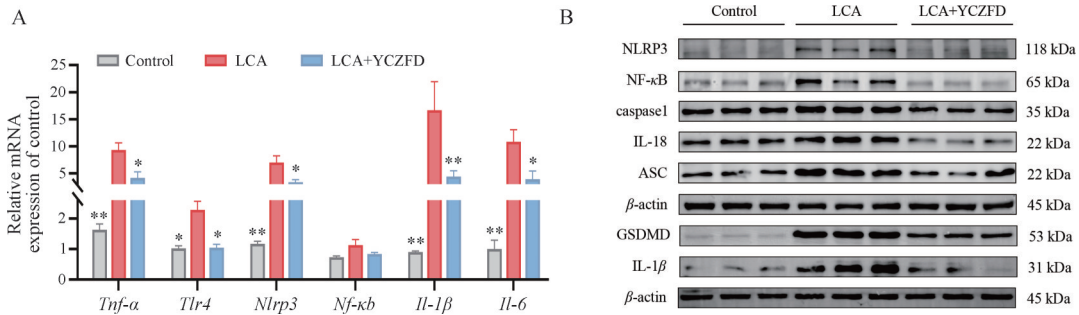 A
Control
LCA
LCA+YCZFD
Relative mRNA
expression of control
25
20
15
10
5
2
1
0
**
*
*
*
**
*
**
**
**
*
Tnf-α
Tlr4
Nlrp3
Nf-κb
Il-1β
Il-6
B
Control
LCA
LCA+YCZFD
NLRP3
118 kDa
NF-κB
65 kDa
caspase1
35 kDa
IL-18
22 kDa
ASC
22 kDa
β-actin
45 kDa
GSDMD
53 kDa
IL-1β
31 kDa
β-actin
45 kDa